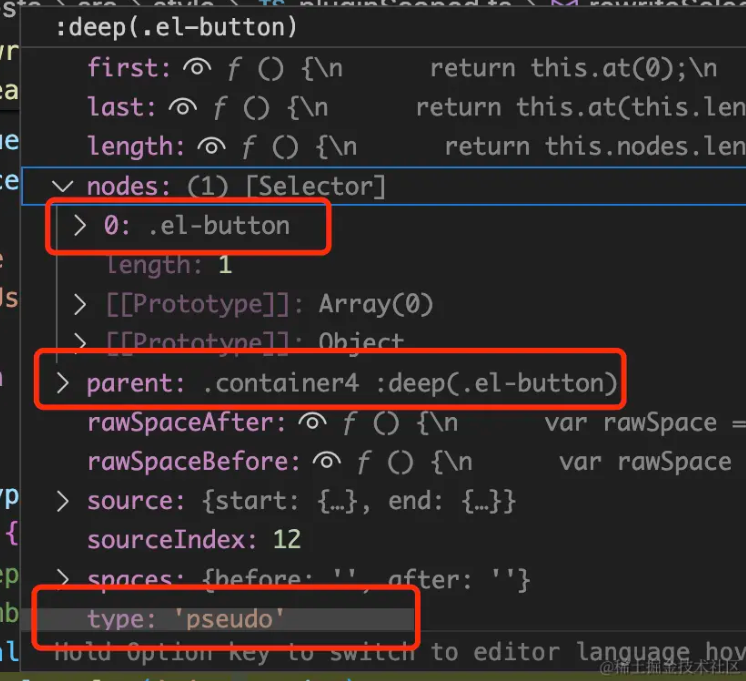 :deep(.el-button)
first: f () {\n return this.at(0);\n
last: f () {\n return this.at(this.len
length: f () {\n return this.nodes.len
nodes: (1) [Selector]
0: .el-button
length: 1
[[Prototype]]: Array(0)
[[Prototype]]: Object
parent: .container4 :deep(.el-button)
rawSpaceAfter: f () {\n var rawSpace =
rawSpaceBefore: f () {\n var rawSpace
source: {start: {…}, end: {…}}
sourceIndex: 12
spaces: {before: '', after: ''}
type: 'pseudo'
Hold Option key to switch to editor language hov
@稀土掘金技术社区